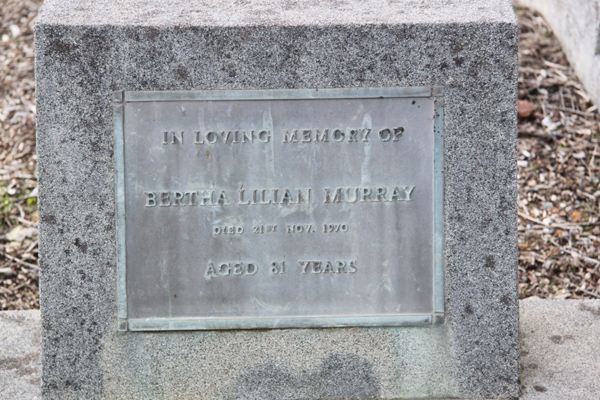 IN LOVING MEMORY OF
BERTHA LILIAN MURRAY
DIED 21ST NOV. 1970
AGED 81 YEARS